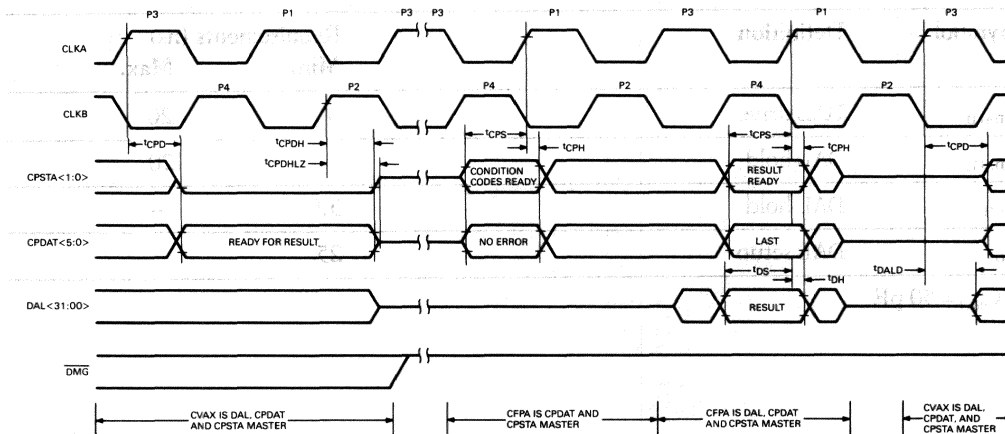 P3 P1 P3 P3 P1 P3 P1 P3
CLKA
P4 P2 P4 P2 P4 P2
CLKB
tCPD tCPDH tCPS tCPH tCPS tCPH tCPD
tCPDHLZ
CPSTA<1:0>
CONDITION
CODES READY
RESULT
READY
CPDAT<5:0>
READY FOR RESULT
NO ERROR
LAST
tDS tDH tDALD
DAL<31:00>
RESULT
DMG
CVAX IS DAL, CPDAT
AND CPSTA MASTER
CFPA IS CPDAT AND
CPSTA MASTER
CFPA IS DAL, CPDAT
AND CPSTA MASTER
CVAX IS DAL,
CPDAT, AND
CPSTA MASTER